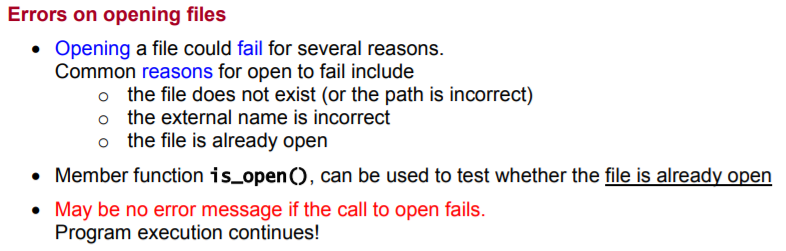 Errors on opening files
• Opening a file could fail for several reasons.
Common reasons for open to fail include
o the file does not exist (or the path is incorrect)
o the external name is incorrect
o the file is already open
• Member function is_open(), can be used to test whether the file is already open
• May be no error message if the call to open fails.
Program execution continues!